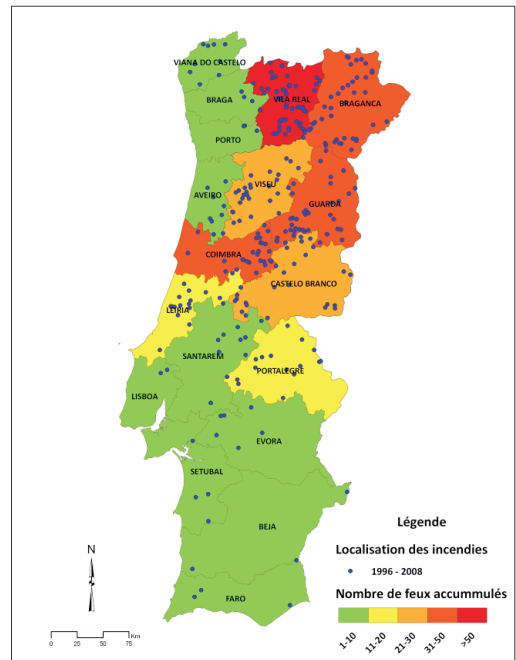 VIANA DO CASTELO
BRAGA
VILA REAL
BRAGANCA
PORTO
AVEIRO
VISEU
GUARDA
COIMBRA
CASTELO BRANCO
LEIRIA
SANTAREM
PORTALEGRE
LISBOA
EVORA
SETUBAL
BEJA
FARO
N
0 25 50 75 Km
Légende
Localisation des incendies
1996 - 2008
Nombre de feux accummulés
1-10 11-20 21-30 31-50 >50